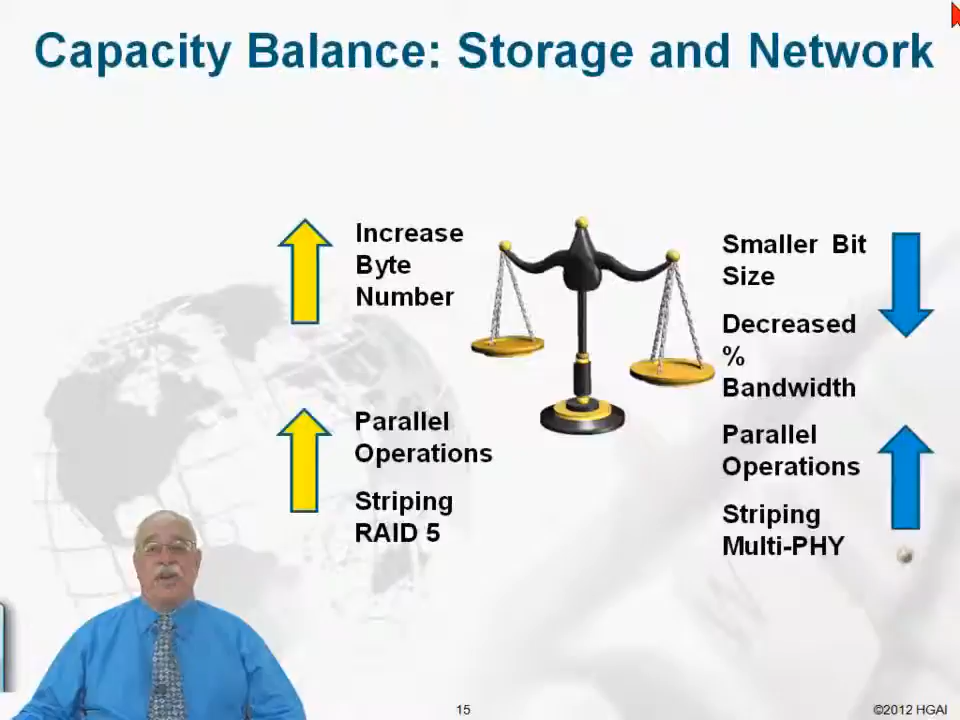 Capacity Balance: Storage and Network
Increase
Byte
Number
Parallel
Operations
Striping
RAID 5
Smaller Bit
Size
Decreased
%
Bandwidth
Parallel
Operations
Striping
Multi-PHY
15
©2012 HGAI